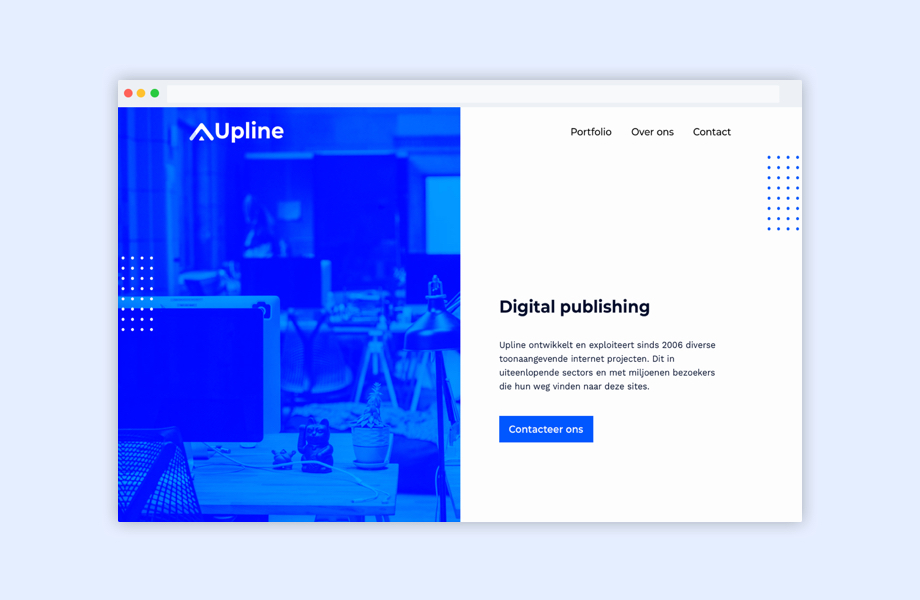 Upline
Portfolio Over ons Contact
Digital publishing
Upline ontwikkelt en exploiteert sinds 2006 diverse
toonaangevende internet projecten. Dit in
uiteenlopende sectors en met miljoenen bezoekers
die hun weg vinden naar deze sites.
Contacteer ons